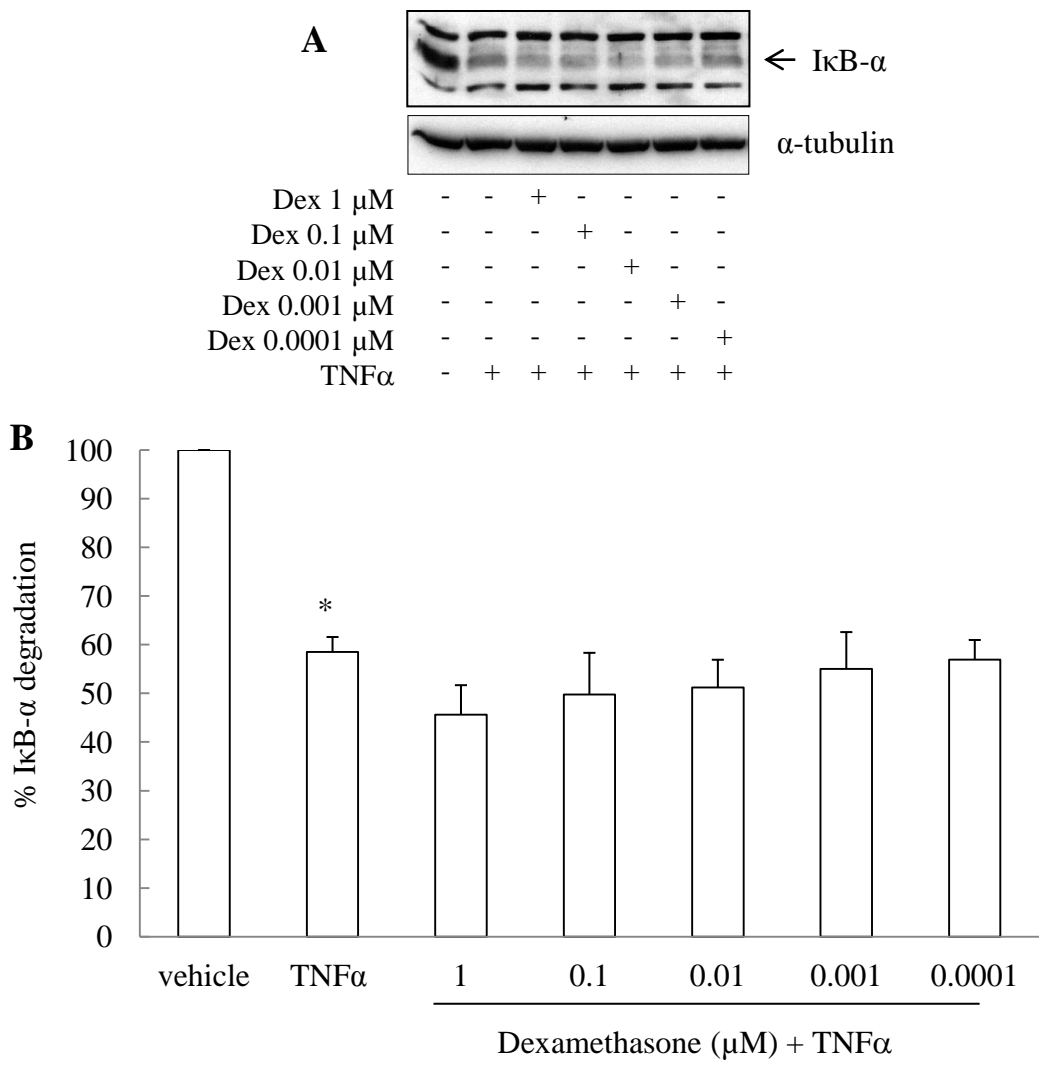 A
IκB-α
α-tubulin
Dex 1 µM - - + - - - -
Dex 0.1 µM - - - + - - -
Dex 0.01 µM - - - - + - -
Dex 0.001 µM - - - - - + -
Dex 0.0001 µM - - - - - - +
TNFα - + + + + + +
B
% IκB-α degradation
100
90
80
70
60
50
40
30
20
10
0
*
vehicle TNFα 1 0.1 0.01 0.001 0.0001
Dexamethasone (µM) + TNFα